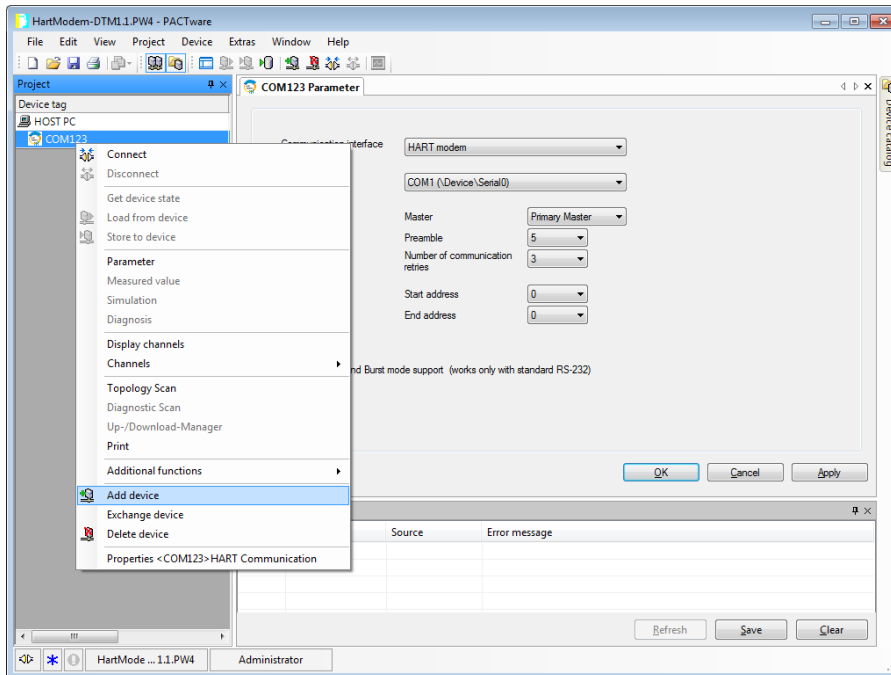 HartModem-DTM1.1.PW4 - PACTware
File Edit View Project Device Extras Window Help
Project
COM123 Parameter
Device tag
HOST PC
COM123
Connect
Disconnect
Get device state
Load from device
Store to device
Parameter
Measured value
Simulation
Diagnosis
Display channels
Channels
Topology Scan
Diagnostic Scan
Up-/Download-Manager
Print
Additional functions
Add device
Exchange device
Delete device
Properties <COM123>HART Communication
interface
HART modem
COM1 (\Device\Serial0)
Master
Primary Master
Preamble
5
Number of communication
retries
3
Start address
0
End address
0
Burst mode support (works only with standard RS-232)
OK Cancel Apply
Device catalog
Source Error message
Refresh Save Clear
HartMode ... 1.1.PW4 Administrator